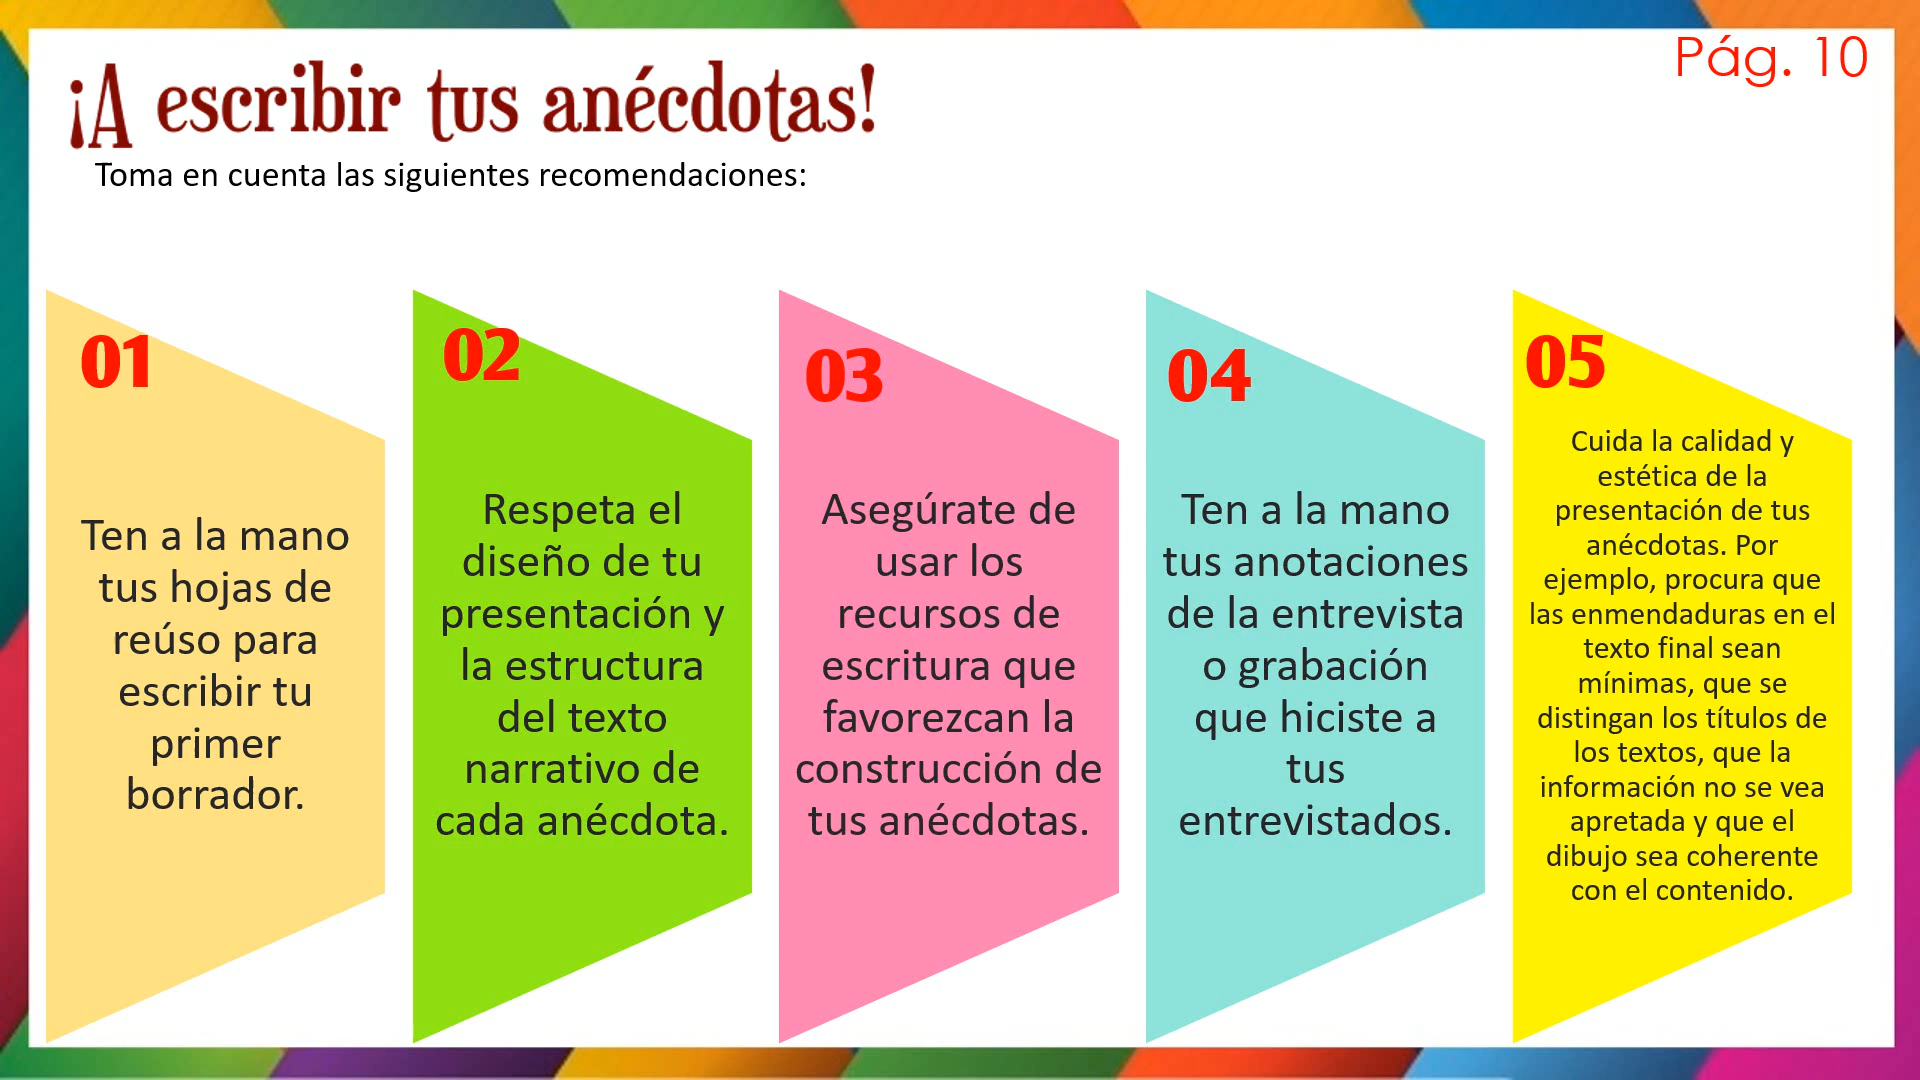 Pág. 10
¡A escribir tus anécdotas!
Toma en cuenta las siguientes recomendaciones:
01
Ten a la mano
tus hojas de
reúso para
escribir tu
primer
borrador.
02
Respeta el
diseño de tu
presentación y
la estructura
del texto
narrativo de
cada anécdota.
03
Asegúrate de
usar los
recursos de
escritura que
favorezcan la
construcción de
tus anécdotas.
04
Ten a la mano
tus anotaciones
de la entrevista
o grabación
que hiciste a
tus
entrevistados.
05
Cuida la calidad y
estética de la
presentación de tus
anécdotas. Por
ejemplo, procura que
las enmendaduras en el
texto final sean
mínimas, que se
distingan los títulos de
los textos, que la
información no se vea
apretada y que el
dibujo sea coherente
con el contenido.